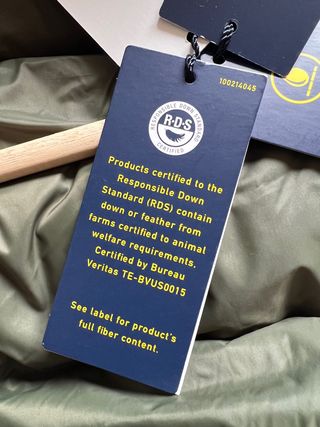 100214045
RESPONSIBLE DOWN STANDARD
R·D·S
CERTIFIED
Products certified to the
Responsible Down
Standard (RDS) contain
down or feather from
farms certified to animal
welfare requirements.
Certified by Bureau
Veritas TE-BVUS0015
See label for product's
full fiber content.